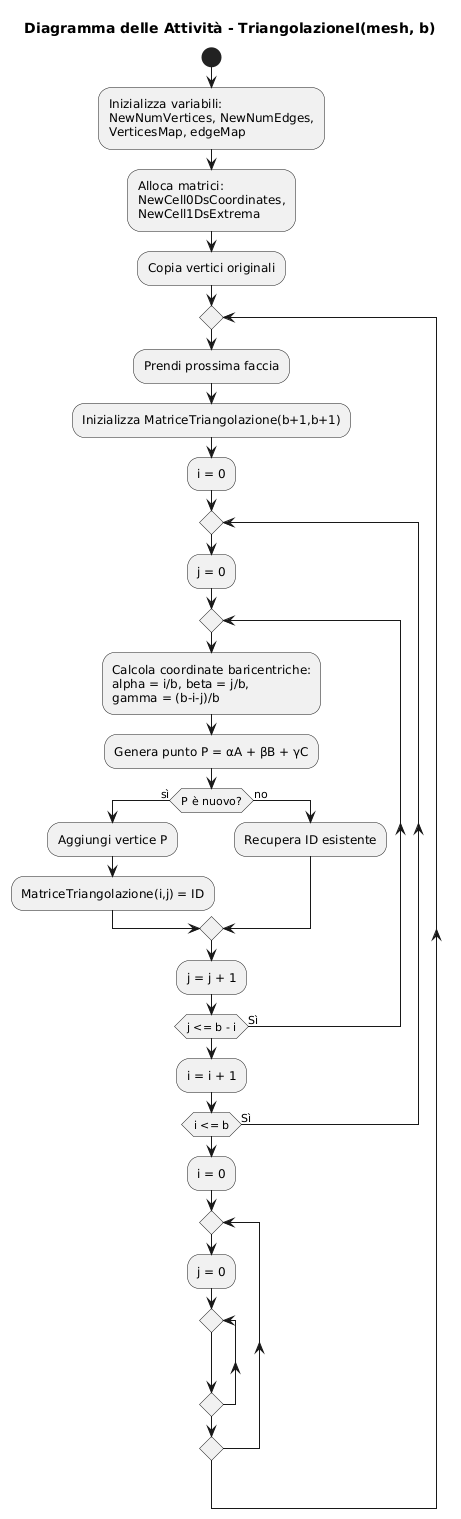 Diagramma delle Attività - TriangolazioneI(mesh, b)
Inizializza variabili:
NewNumVertices, NewNumEdges,
VerticesMap, edgeMap
Alloca matrici:
NewCell0DsCoordinates,
NewCell1DsExtrema
Copia vertici originali
Prendi prossima faccia
Inizializza MatriceTriangolazione(b+1,b+1)
i = 0
j = 0
Calcola coordinate baricentriche:
alpha = i/b, beta = j/b,
gamma = (b-i-j)/b
Genera punto P = αA + βB + γC
sì
P è nuovo?
no
Aggiungi vertice P
Recupera ID esistente
MatriceTriangolazione(i,j) = ID
j = j + 1
j <= b - i
Sì
i = i + 1
i <= b
Sì
i = 0
j = 0